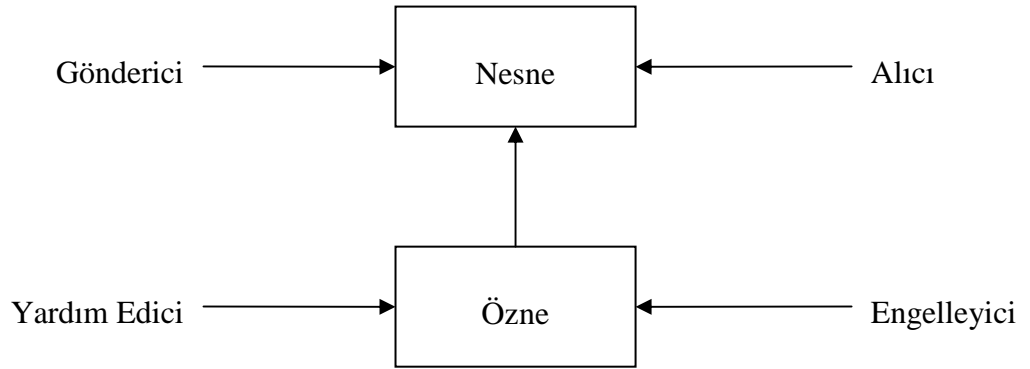 Gönderici
Nesne
Alıcı
Yardım Edici
Özne
Engelleyici